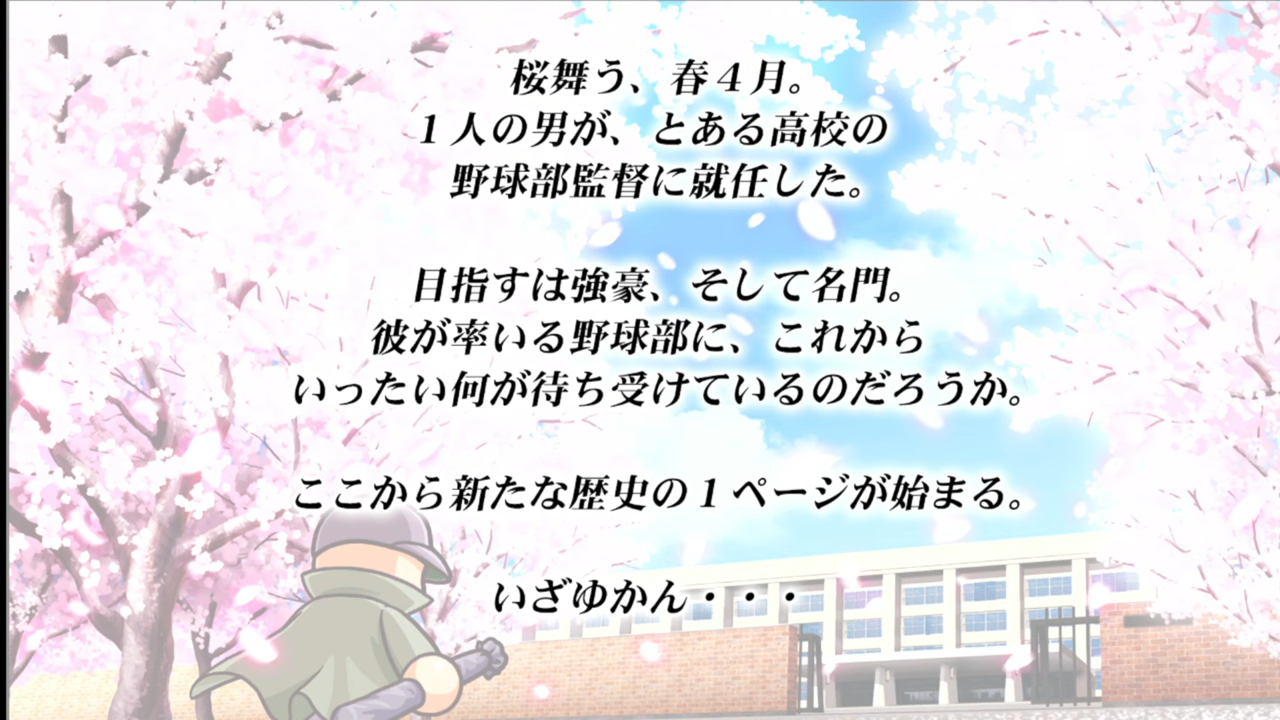 桜舞う、春４月。
１人の男が、とある高校の
野球部監督に就任した。
目指すは強豪、そして名門。
彼が率いる野球部に、これから
いったい何が待ち受けているのだろうか。
ここから新たな歴史の１ページが始まる。
いざゆかん・・・